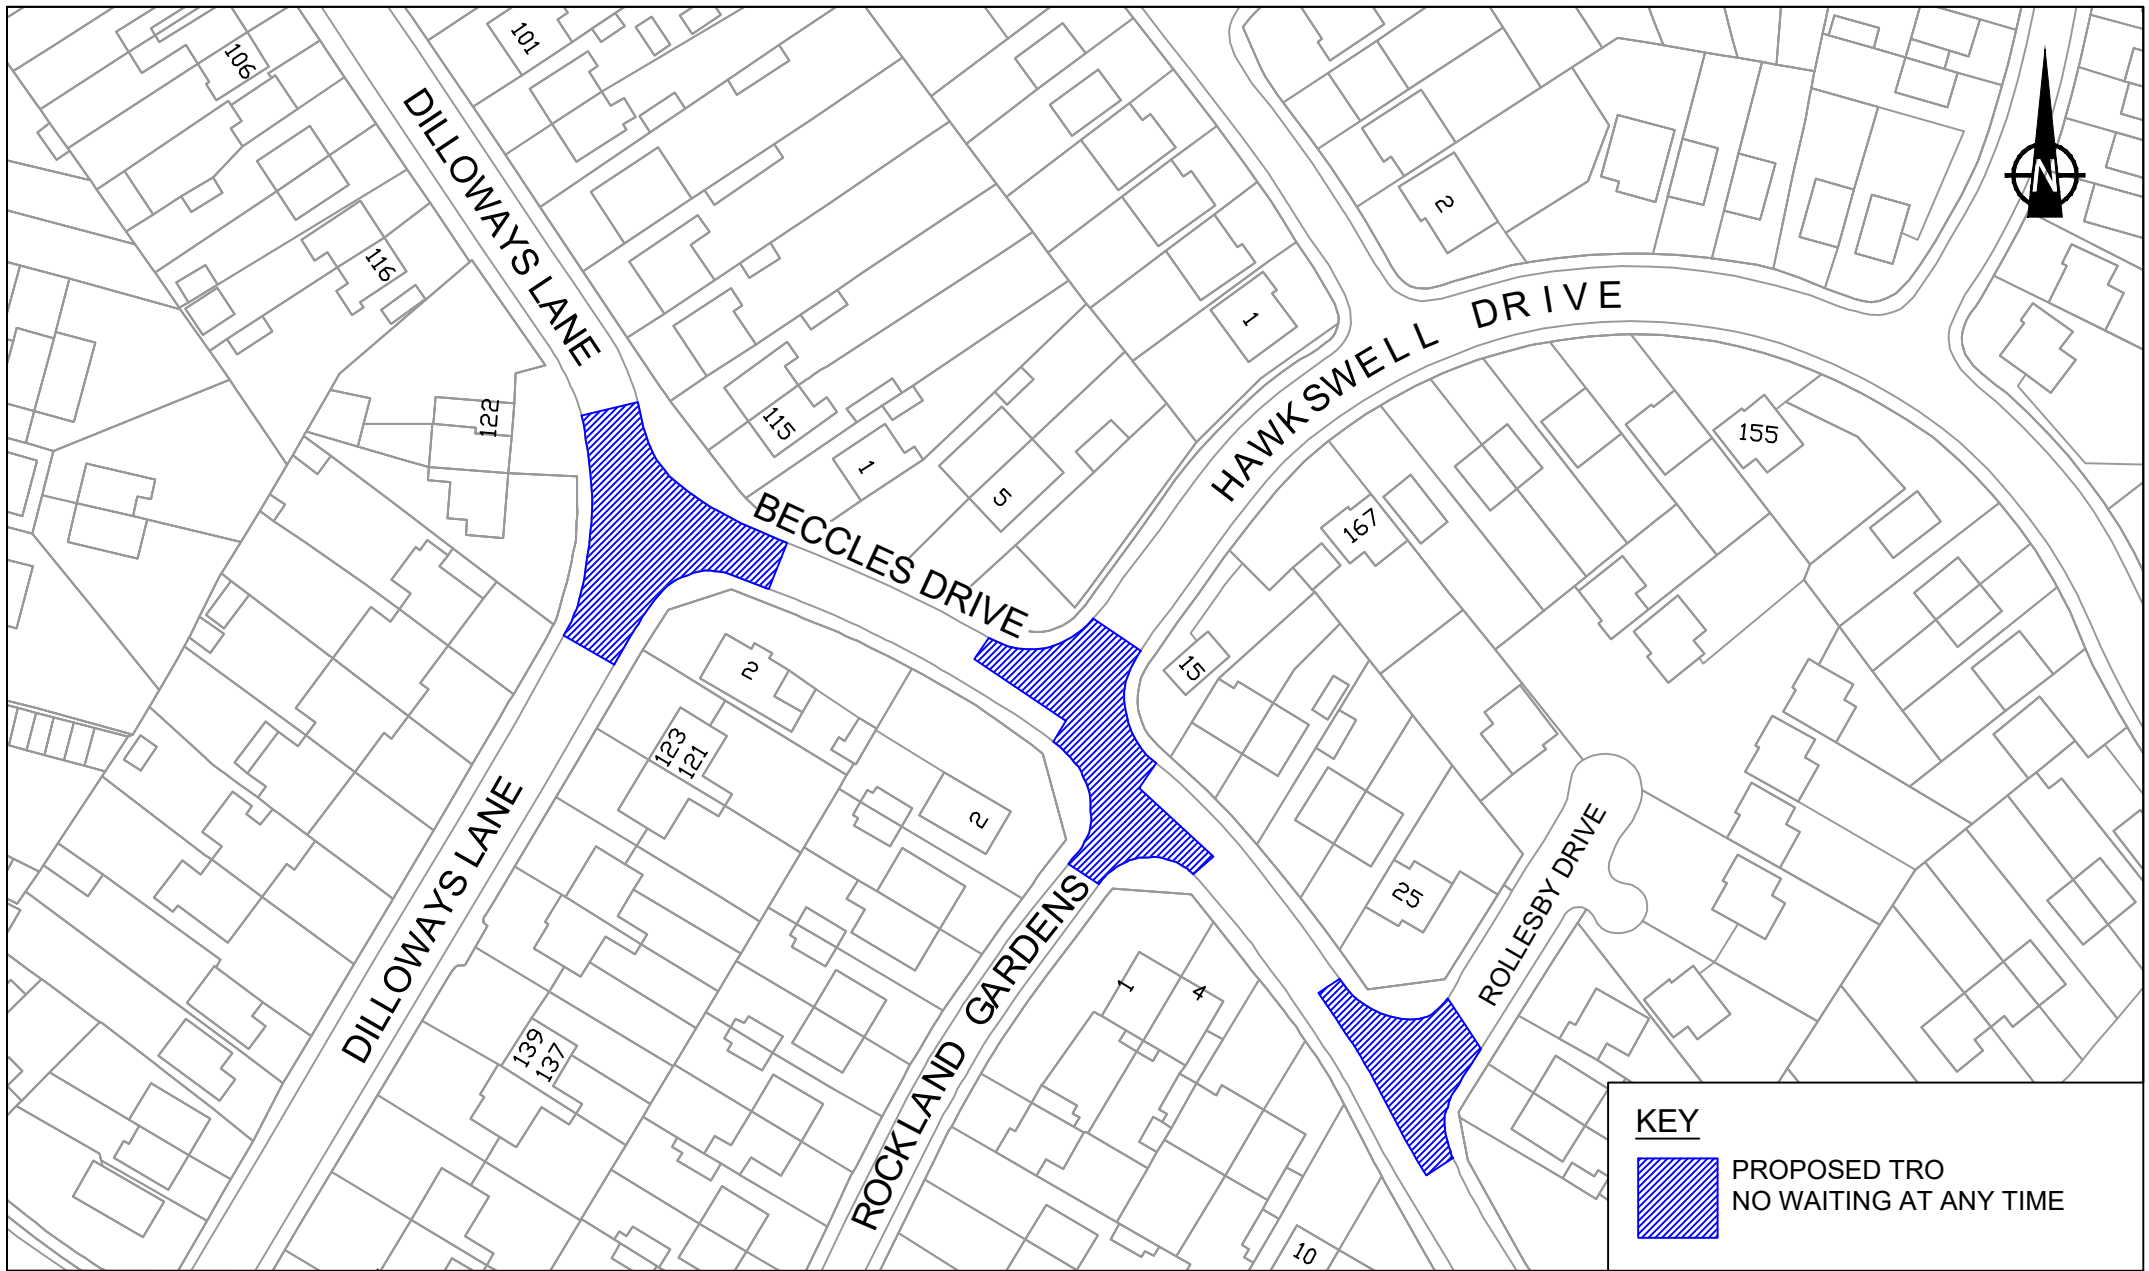 106
101
DILLOWAYS LANE
116
2
N
1
HAWKSWELL DRIVE
122
115
1
5
155
167
BECCLES DRIVE
15
2
123
121
2
DILLOWAYS LANE
25
ROLLESBY DRIVE
ROCKLAND GARDENS
1
4
139
137
10
KEY
PROPOSED TRO
NO WAITING AT ANY TIME